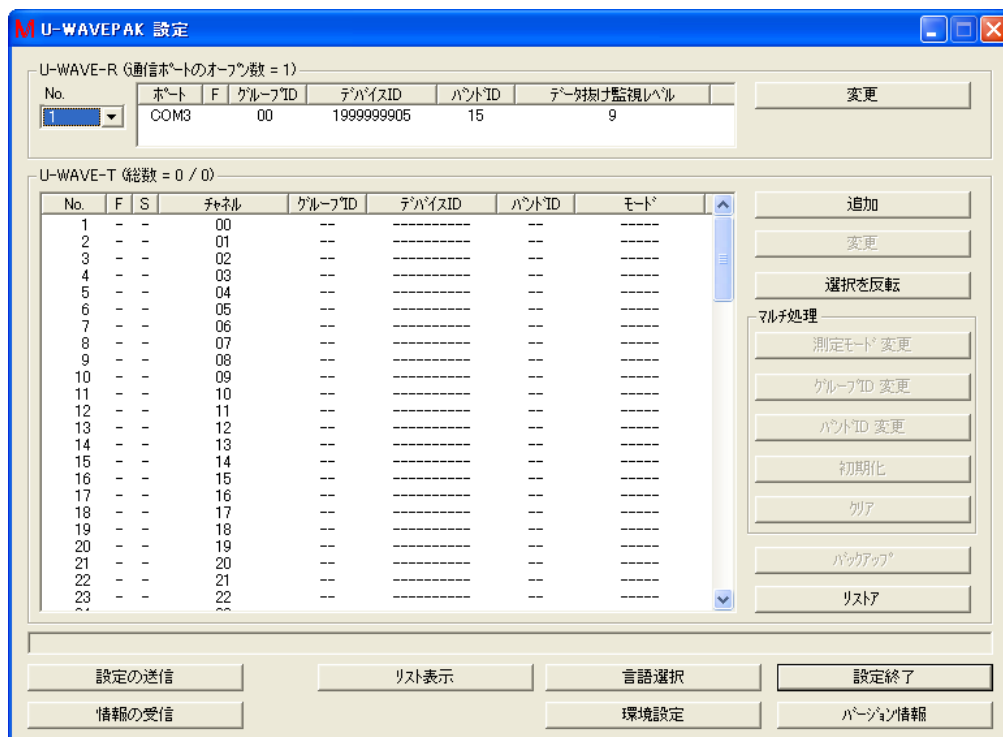 M U-WAVEPAK 設定
U-WAVE-R (通信ポートのオープン数 = 1)
No. ポート F グループID デバイスID バンドID データ抜け監視レベル 変更
1 COM3 00 1999999905 15 9
U-WAVE-T (総数 = 0 / 0)
No. F S チャネル グループID デバイスID バンドID モード 追加
1 - - 00 -- ---------- -- -----
2 - - 01 -- ---------- -- ----- 変更
3 - - 02 -- ---------- -- -----
4 - - 03 -- ---------- -- -----
5 - - 04 -- ---------- -- ----- 選択を反転
6 - - 05 -- ---------- -- -----
7 - - 06 -- ---------- -- ----- マルチ処理
8 - - 07 -- ---------- -- ----- 測定モード変更
9 - - 08 -- ---------- -- -----
10 - - 09 -- ---------- -- ----- グループID 変更
11 - - 10 -- ---------- -- -----
12 - - 11 -- ---------- -- -----
13 - - 12 -- ---------- -- ----- バンドID 変更
14 - - 13 -- ---------- -- -----
15 - - 14 -- ---------- -- ----- 初期化
16 - - 15 -- ---------- -- -----
17 - - 16 -- ---------- -- -----
18 - - 17 -- ---------- -- ----- クリア
19 - - 18 -- ---------- -- -----
20 - - 19 -- ---------- -- -----
21 - - 20 -- ---------- -- ----- バックアップ
22 - - 21 -- ---------- -- -----
23 - - 22 -- ---------- -- ----- リストア
設定の送信 リスト表示 言語選択 設定終了
情報の受信 環境設定 バージョン情報